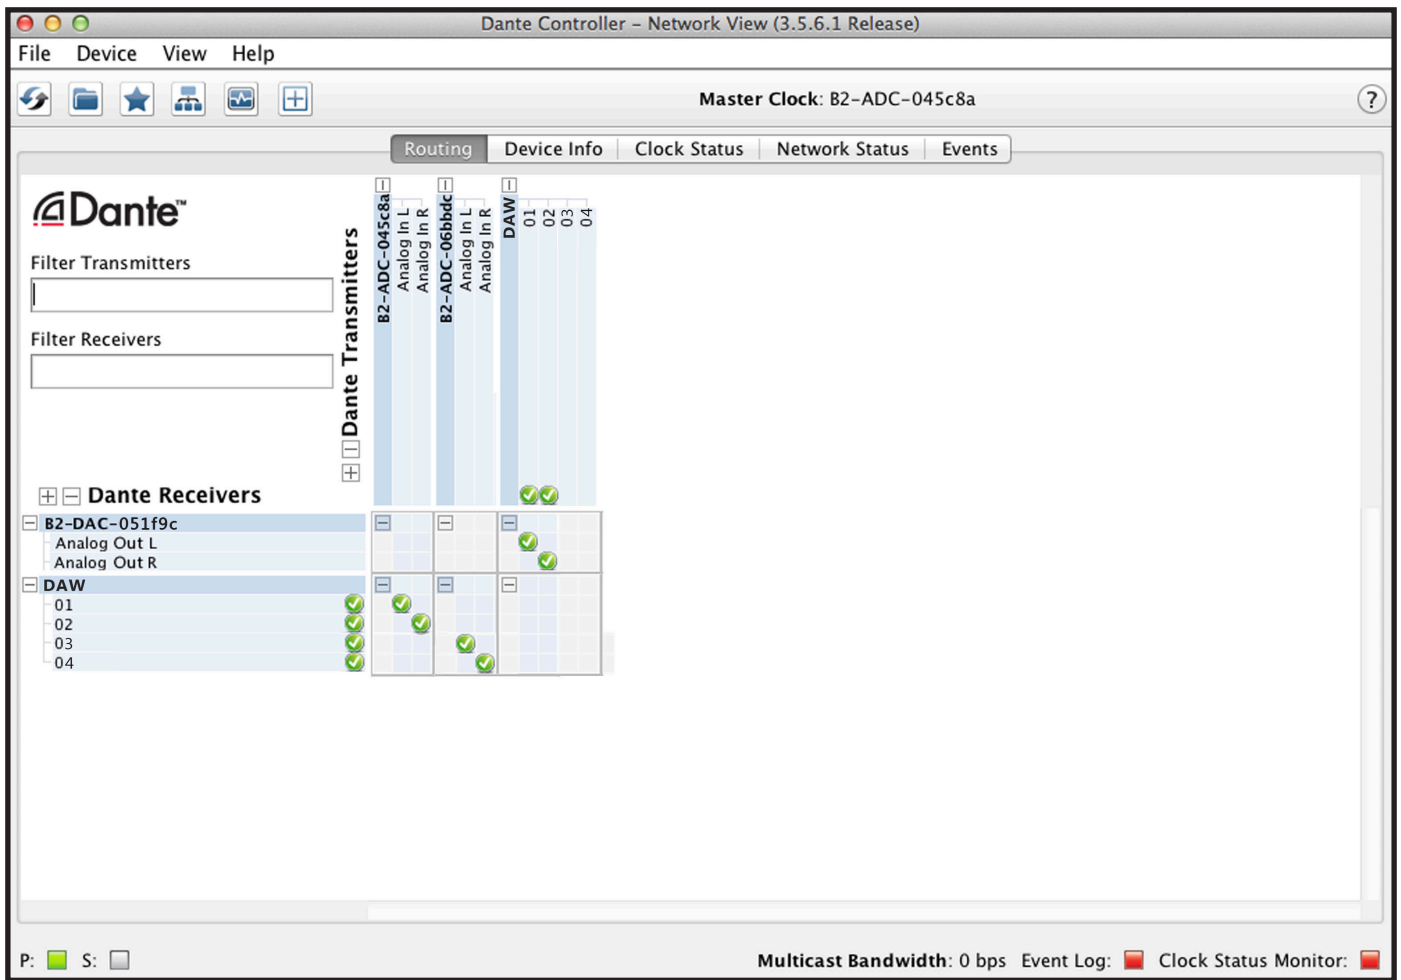 Dante Controller – Network View (3.5.6.1 Release)
File Device View Help
Master Clock: B2-ADC-045c8a
?
Routing Device Info Clock Status Network Status Events
Dante™
Filter Transmitters
Filter Receivers
Dante Transmitters
B2-ADC-045c8a
Analog In L
Analog In R
B2-ADC-06bbdc
Analog In L
Analog In R
DAW
01
02
03
04
Dante Receivers
B2-DAC-051f9c
Analog Out L
Analog Out R
DAW
01
02
03
04
P: S: Multicast Bandwidth: 0 bps Event Log: Clock Status Monitor: